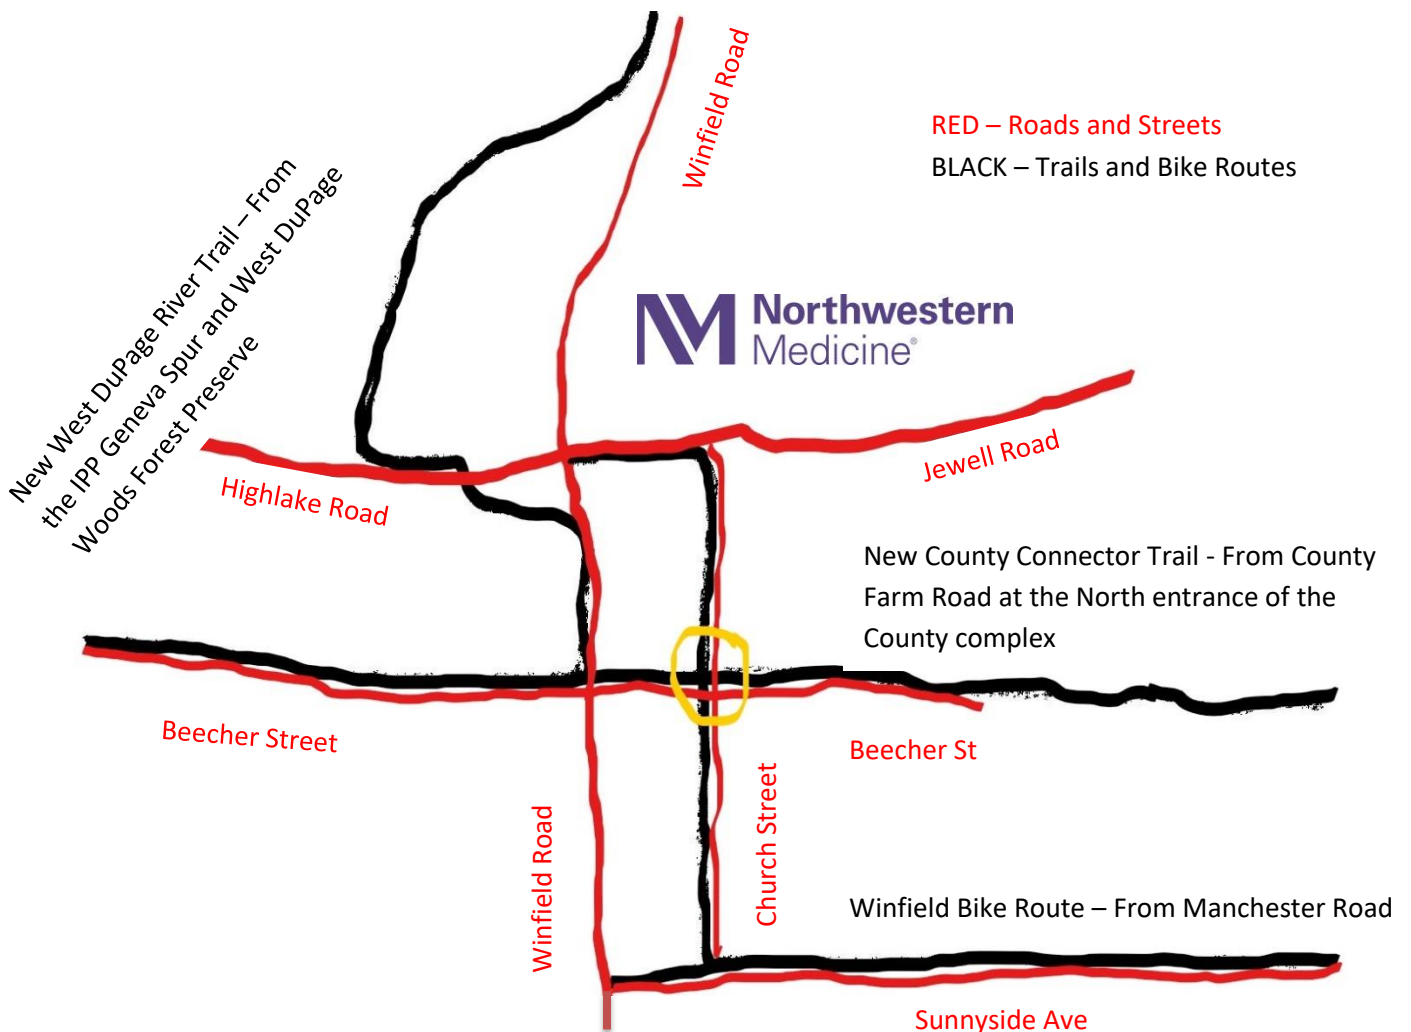 Winfield Road
RED – Roads and Streets
BLACK – Trails and Bike Routes
New West DuPage River Trail – From
the IPP Geneva Spur and West DuPage
Woods Forest Preserve
NM Northwestern
Medicine®
Jewell Road
Highlake Road
New County Connector Trail - From County
Farm Road at the North entrance of the
County complex
Beecher Street
Beecher St
Winfield Road
Church Street
Winfield Bike Route – From Manchester Road
Sunnyside Ave